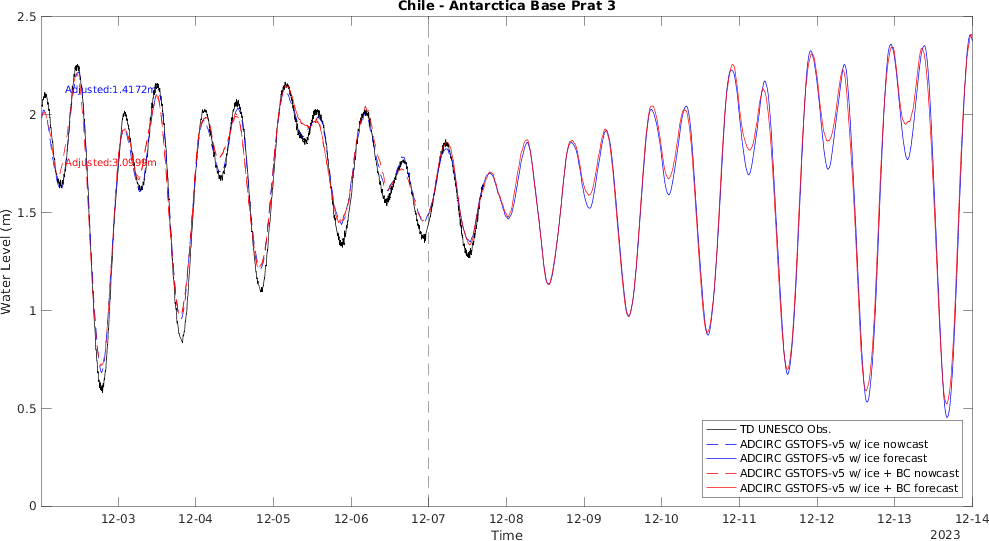 Chile - Antarctica Base Prat 3
2.5
2
1.5
1
0.5
0
Water Level (m)
Adjusted:1.4172m
Adjusted:3.0999m
TD UNESCO Obs.
ADCIRC GSTOFS-v5 w/ ice nowcast
ADCIRC GSTOFS-v5 w/ ice forecast
ADCIRC GSTOFS-v5 w/ ice + BC nowcast
ADCIRC GSTOFS-v5 w/ ice + BC forecast
12-03 12-04 12-05 12-06 12-07 12-08 12-09 12-10 12-11 12-12 12-13 12-14
Time
2023